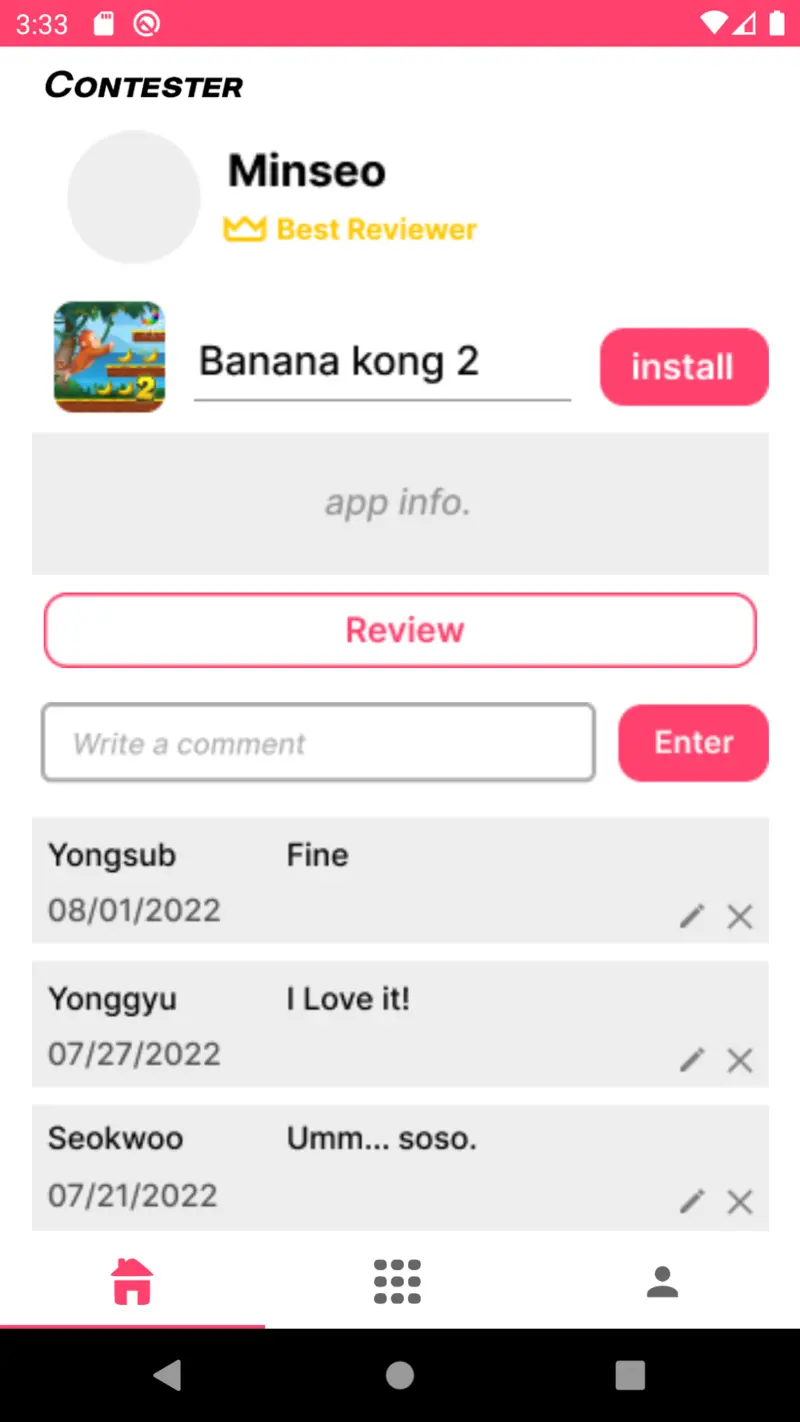 3:33
CONTESTER
Minseo
Best Reviewer
2
Banana kong 2
install
app info.
Review
Write a comment
Enter
Yongsub Fine
08/01/2022
Yonggyu I Love it!
07/27/2022
Seokwoo Umm... soso.
07/21/2022